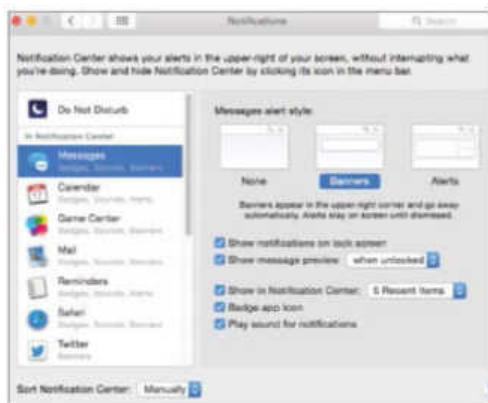 Notifications
Search
Notification Center shows your alerts in the upper-right of your screen, without interrupting what
you're doing. Show and hide Notification Center by clicking its icon in the menu bar.
Do Not Disturb
In Notification Center
Messages
Badges, Sounds, Banners
Calendar
Badges, Sounds, Alerts
Game Center
Badges, Sounds, Banners
Mail
Badges, Sounds, Banners
Reminders
Badges, Sounds, Alerts
Safari
Badges, Sounds, Banners
Twitter
Banners
Messages alert style:
None
Banners
Alerts
Banners appear in the upper-right corner and go away
automatically. Alerts stay on screen until dismissed.
Show notifications on lock screen
Show message preview: when unlocked
Show in Notification Center: 5 Recent Items
Badge app icon
Play sound for notifications
Sort Notification Center: Manually